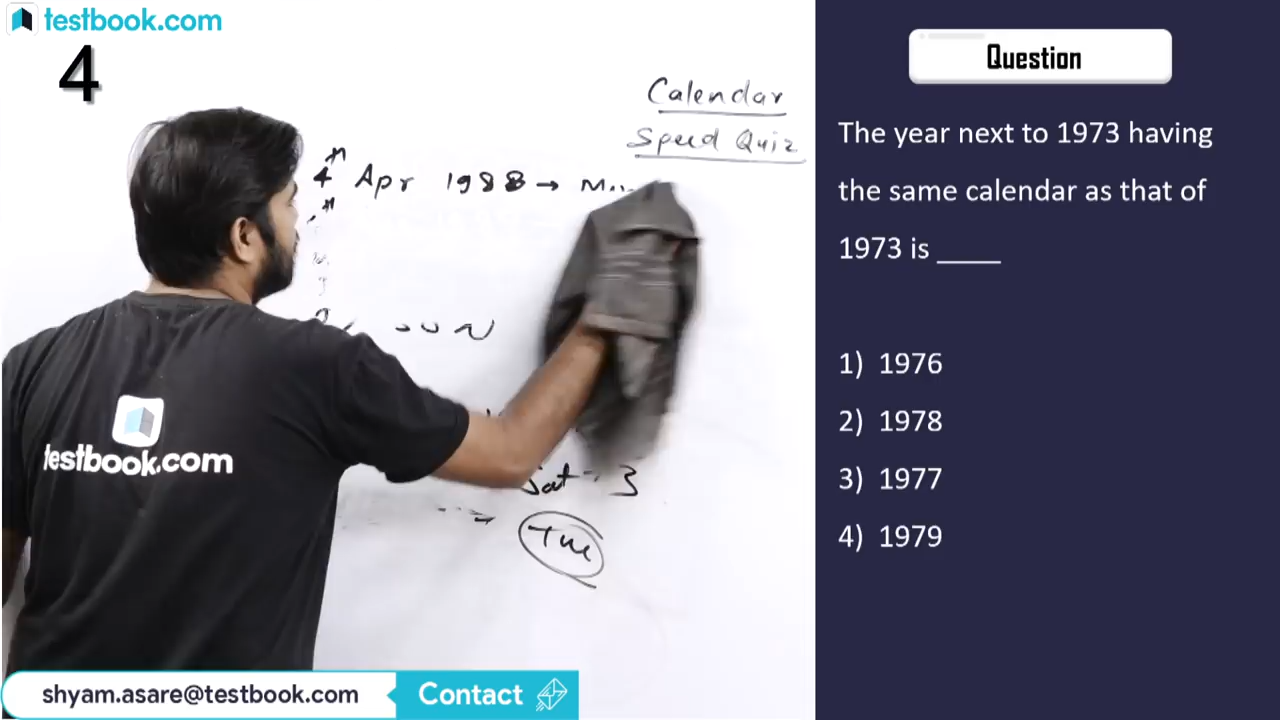 testbook.com
4
Calendar
Speed Quiz
4th Apr 1988 →
Sat - 3
Tue
testbook.com
shyam.asare@testbook.com
Contact
Question
The year next to 1973 having
the same calendar as that of
1973 is ____
1) 1976
2) 1978
3) 1977
4) 1979